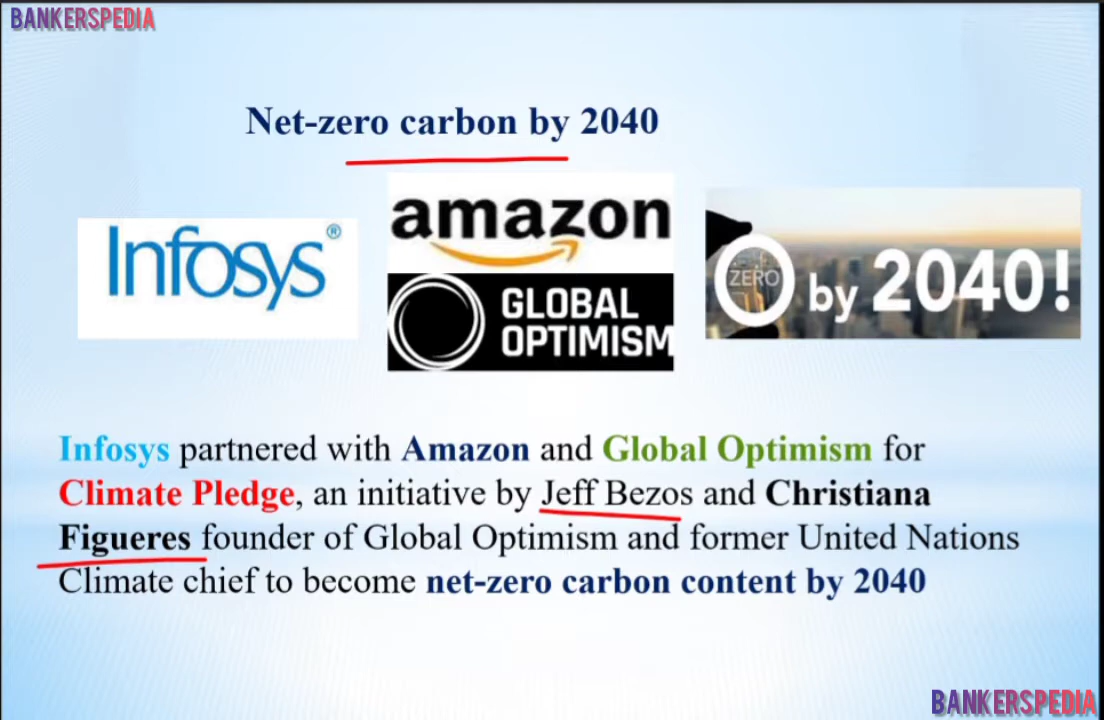 BANKERSPEDIA
Net-zero carbon by 2040
Infosys®
amazon
GLOBAL
OPTIMISM
ZERO by 2040!
Infosys partnered with Amazon and Global Optimism for
Climate Pledge, an initiative by Jeff Bezos and Christiana
Figueres founder of Global Optimism and former United Nations
Climate chief to become net-zero carbon content by 2040
BANKERSPEDIA